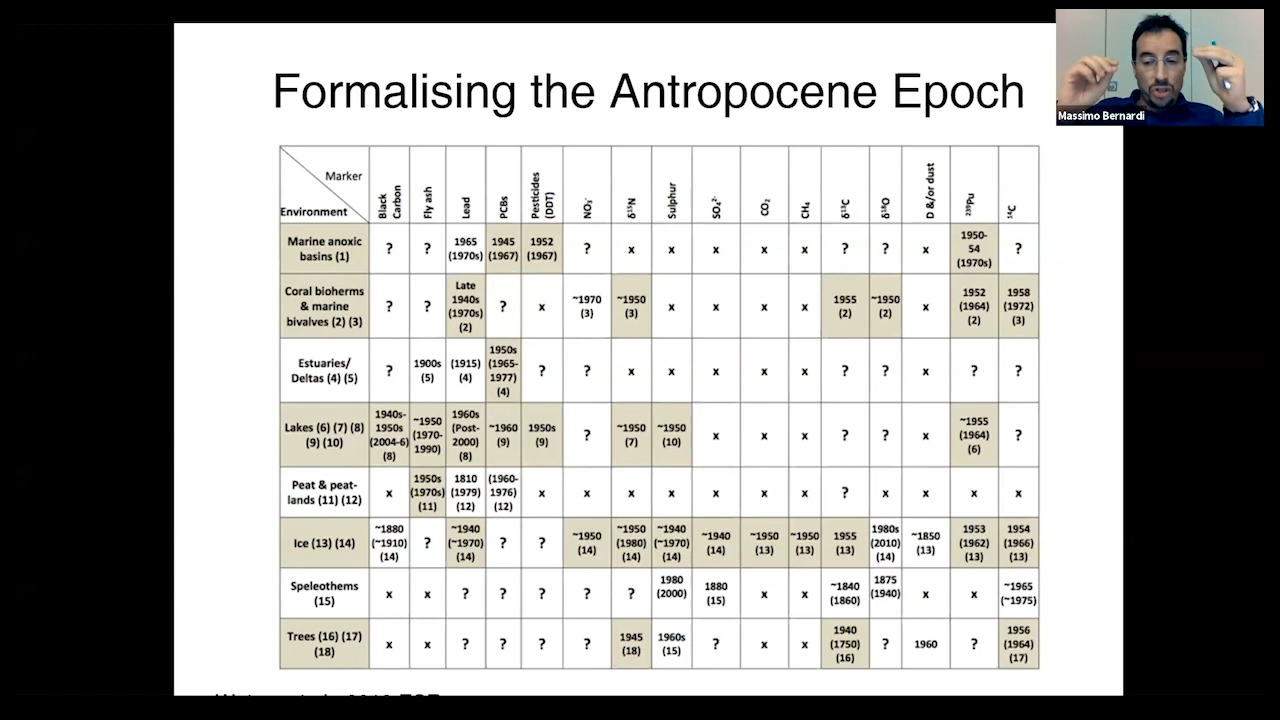 Formalising the Antropocene Epoch
Massimo Bernardi
Marker
Environment
Black Carbon
Fly ash
Lead
PCBs
Pesticides (DDT)
NO₃⁻
δ¹⁵N
Sulphur
SO₄²⁻
CO₂
CH₄
δ¹³C
δ¹⁸O
D &/or dust
²³⁹Pu
¹⁴C
Marine anoxic basins (1) ? ? 1965 (1970s) 1945 (1967) 1952 (1967) ? x x x x x ? ? x 1950-54 (1970s) ?
Coral bioherms & marine bivalves (2) (3) ? ? Late 1940s (1970s) (2) ? x ~1970 (3) ~1950 (3) x x x x 1955 (2) ~1950 (2) x 1952 (1964) (2) 1958 (1972) (3)
Estuaries/ Deltas (4) (5) ? 1900s (5) (1915) (4) 1950s (1965-1977) (4) ? ? x x x x x ? ? x ? ?
Lakes (6) (7) (8) (9) (10) 1940s-1950s (2004-6) (8) ~1950 (1970-1990) 1960s (Post-2000) (8) ~1960 (9) 1950s (9) ? ~1950 (7) ~1950 (10) x x x ? ? x ~1955 (1964) (6) ?
Peat & peat-lands (11) (12) x 1950s (1970s) (11) 1810 (1979) (12) (1960-1976) (12) x x x x x x x ? x x x x
Ice (13) (14) ~1880 (~1910) (14) ? ~1940 (~1970) (14) ? ? ~1950 (14) ~1950 (1980) (14) ~1940 (~1970) (14) ~1940 (14) ~1950 (13) ~1950 (13) 1955 (13) 1980s (2010) (14) ~1850 (13) 1953 (1962) (13) 1954 (1966) (13)
Speleothems (15) x x ? ? ? ? ? 1980 (2000) 1880 (15) x x ~1840 (1860) 1875 (1940) x x ~1965 (~1975)
Trees (16) (17) (18) x x ? ? ? ? 1945 (18) 1960s (15) ? x x 1940 (1750) (16) ? 1960 ? 1956 (1964) (17)